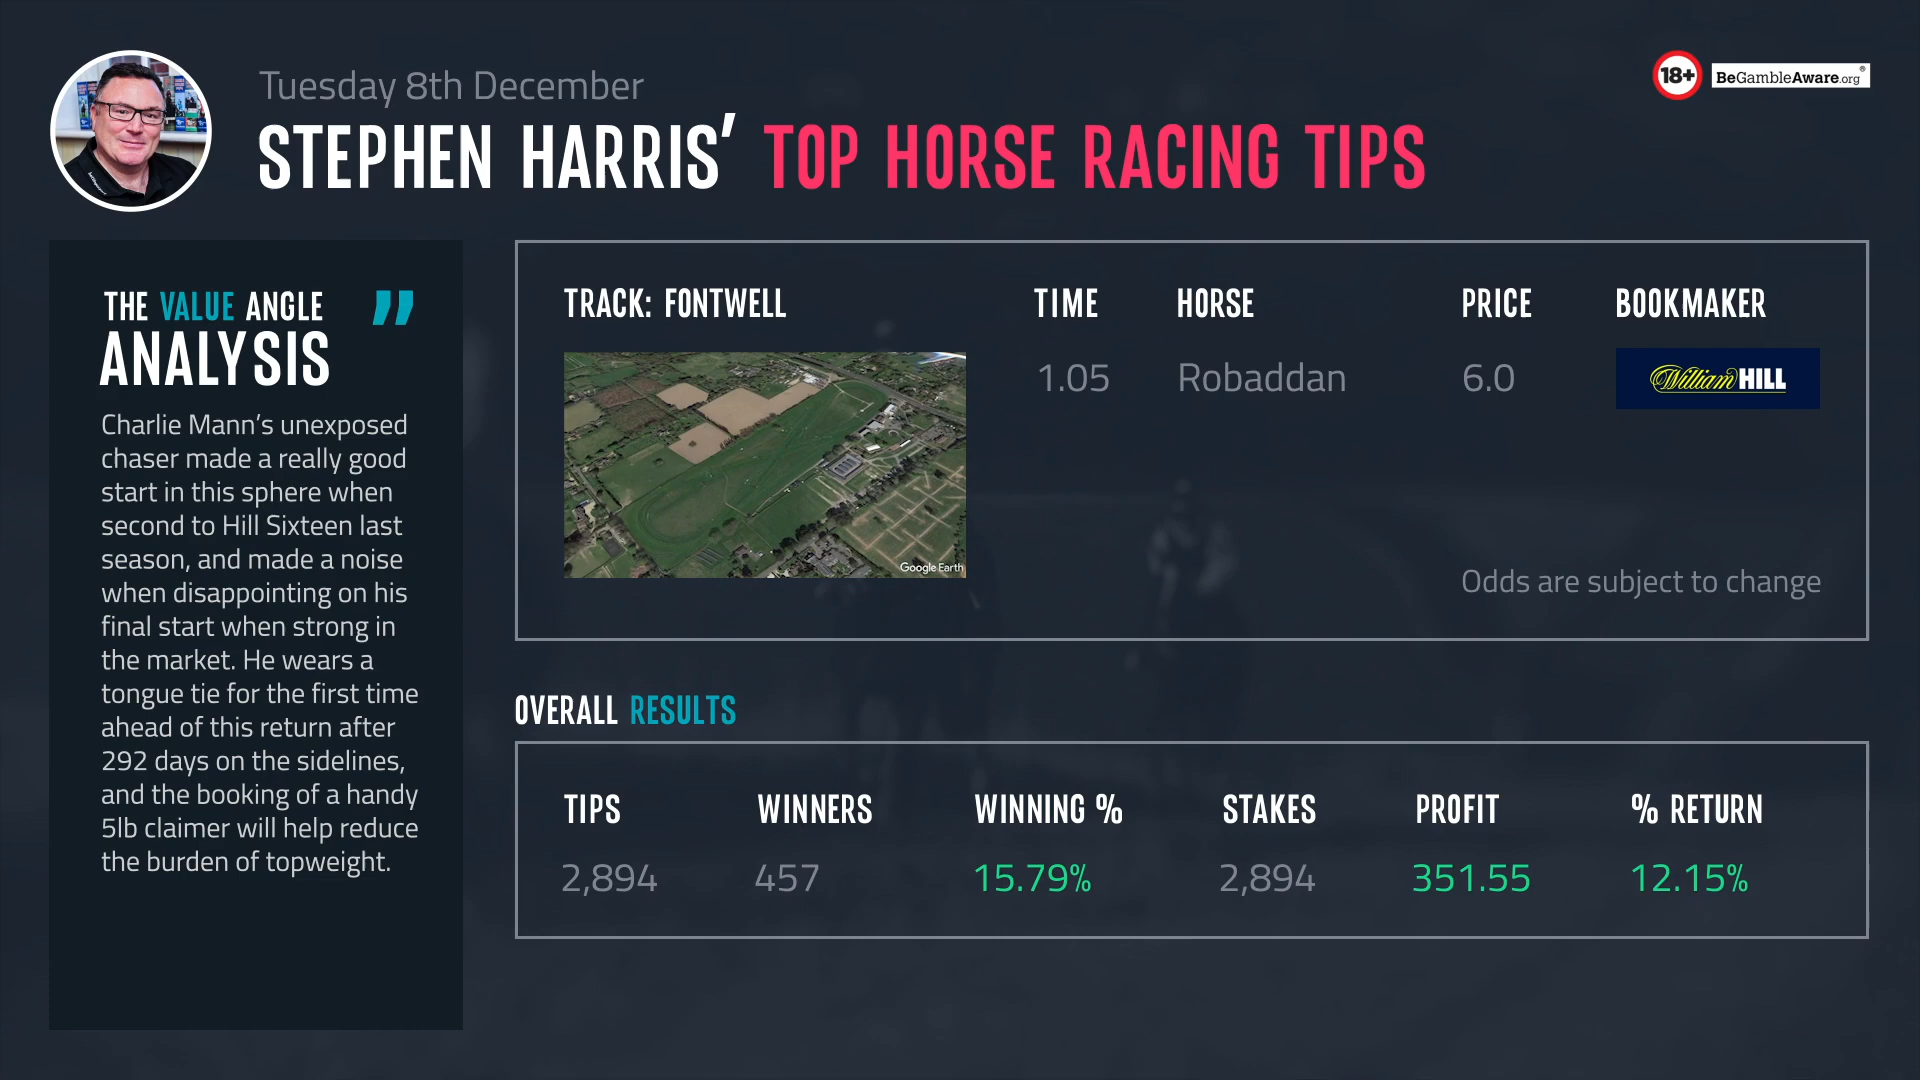 Tuesday 8th December
STEPHEN HARRIS’ TOP HORSE RACING TIPS
18+
BeGambleAware.org®
THE VALUE ANGLE
ANALYSIS
”
Charlie Mann’s unexposed
chaser made a really good
start in this sphere when
second to Hill Sixteen last
season, and made a noise
when disappointing on his
final start when strong in
the market. He wears a
tongue tie for the first time
ahead of this return after
292 days on the sidelines,
and the booking of a handy
5lb claimer will help reduce
the burden of topweight.
TRACK: FONTWELL TIME HORSE PRICE BOOKMAKER
1.05 Robaddan 6.0 William HILL
Google Earth
Odds are subject to change
OVERALL RESULTS
TIPS WINNERS WINNING % STAKES PROFIT % RETURN
2,894 457 15.79% 2,894 351.55 12.15%